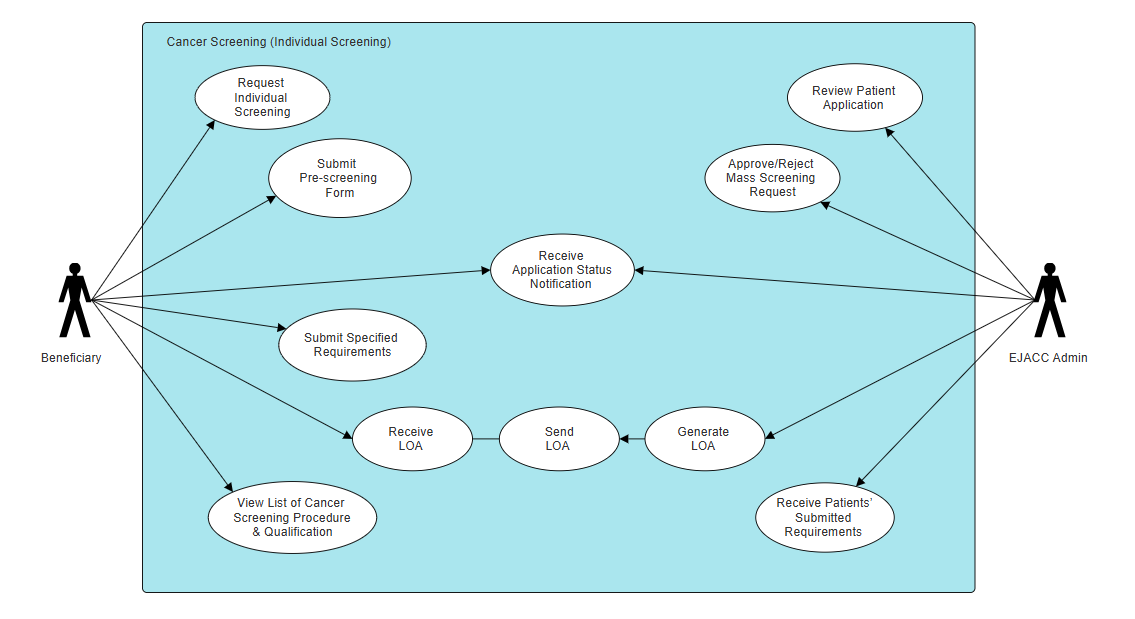 Cancer Screening (Individual Screening)
Request
Individual
Screening
Review Patient
Application
Submit
Pre-screening
Form
Approve/Reject
Mass Screening
Request
Receive
Application Status
Notification
Submit Specified
Requirements
Beneficiary
EJACC Admin
Receive
LOA
Send
LOA
Generate
LOA
View List of Cancer
Screening Procedure
& Qualification
Receive Patients'
Submitted
Requirements